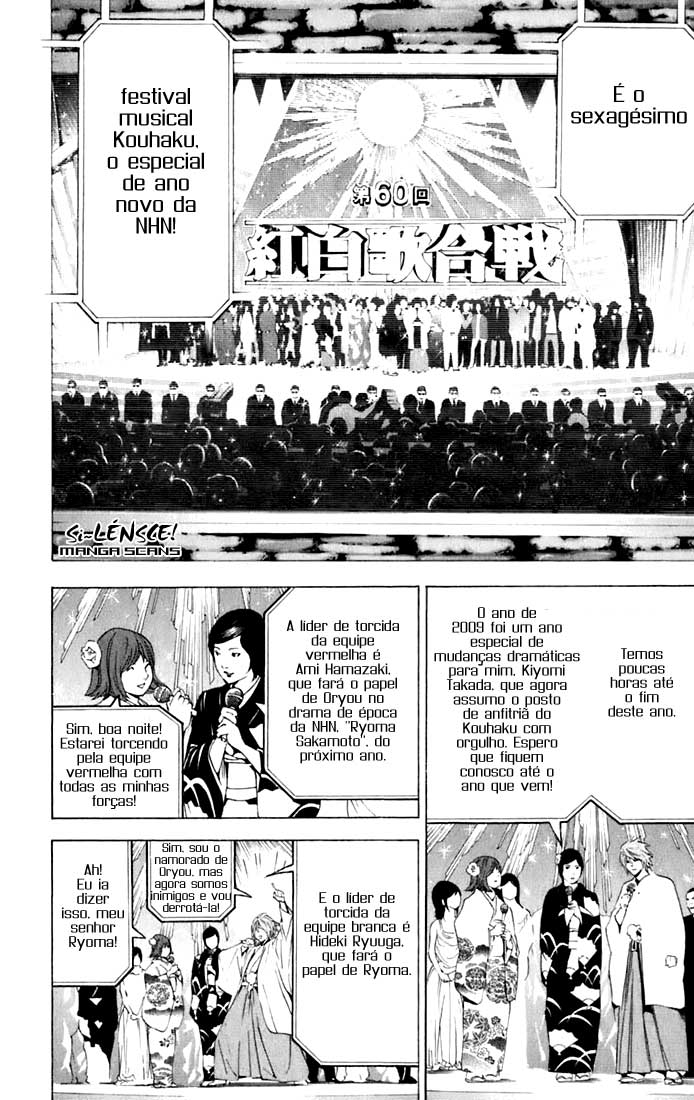 É o
sexagésimo
festival
musical
Kouhaku,
o especial
de ano
novo da
NHN!
第60回
紅白歌合戦
Si-LÉNSCE!
MANGA SCANS
Temos
poucas
horas até
o fim
deste ano.
O ano de
2009 foi um ano
especial de
mudanças dramáticas
para mim, Kiyomi
Takada, que agora
assumo o posto
de anfitriã do
Kouhaku com
orgulho. Espero
que fiquem
conosco até o
ano que vem!
A líder de torcida
da equipe
vermelha é
Ami Hamazaki,
que fará o papel
de Oryou no
drama de época
da NHN, "Ryoma
Sakamoto", do
próximo ano.
Sim, boa noite!
Estarei torcendo
pela equipe
vermelha com
todas as minhas
forças!
E o líder de
torcida da
equipe branca é
Hideki Ryuuga,
que fará o
papel de Ryoma.
Sim, sou o
namorado de
Oryou, mas
agora somos
inimigos e vou
derrotá-la!
Ah!
Eu ia
dizer
isso, meu
senhor
Ryoma!